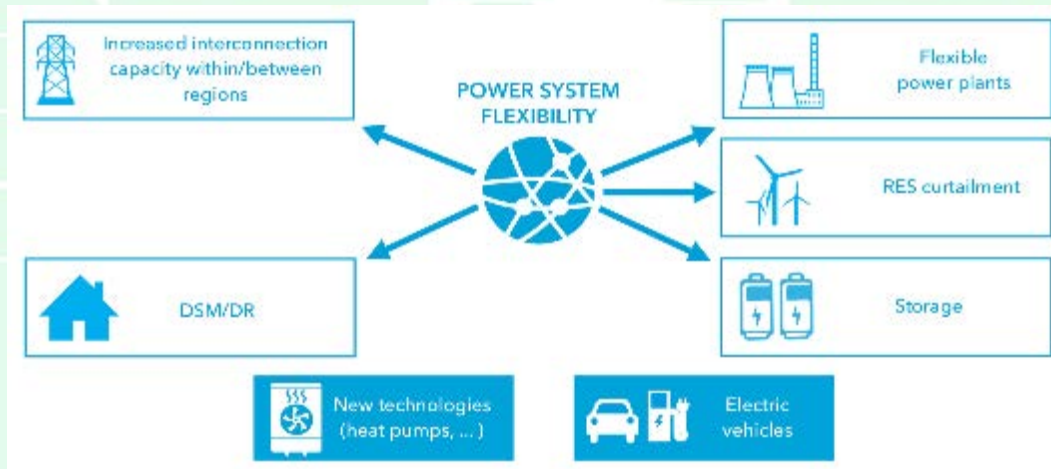 Increased interconnection
capacity within/between
regions
POWER SYSTEM
FLEXIBILITY
Flexible
power plants
RES curtailment
DSM/DR
Storage
New technologies
(heat pumps, ... )
Electric
vehicles